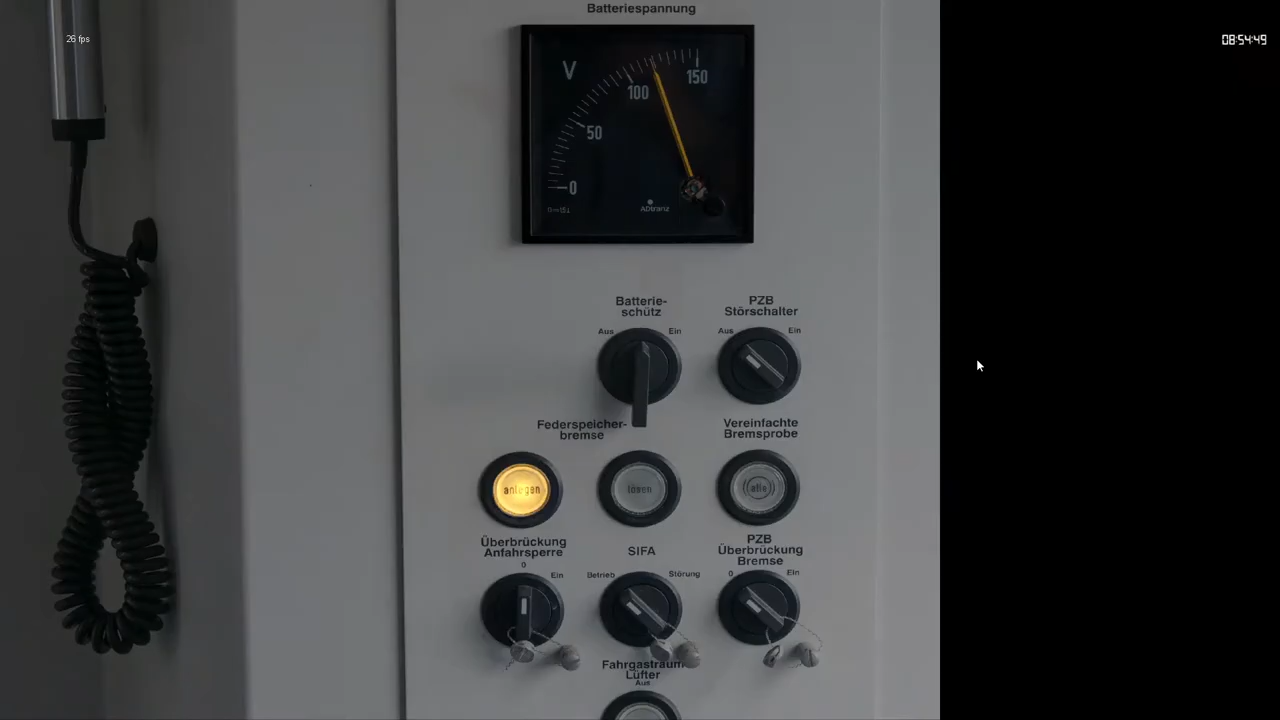 Batteriespannung
26 fps
08:54:49
V
150
100
50
0
ADtranz
Batterie-
schütz
Aus
Ein
PZB
Störschalter
Aus
Ein
Federspeicher-
bremse
Vereinfachte
Bremsprobe
anlegen
lösen
Überbrückung
Anfahrsperre
0
Ein
SIFA
Betrieb
Störung
PZB
Überbrückung
Bremse
0
Ein
Fahrgastraum
Lüfter
Aus